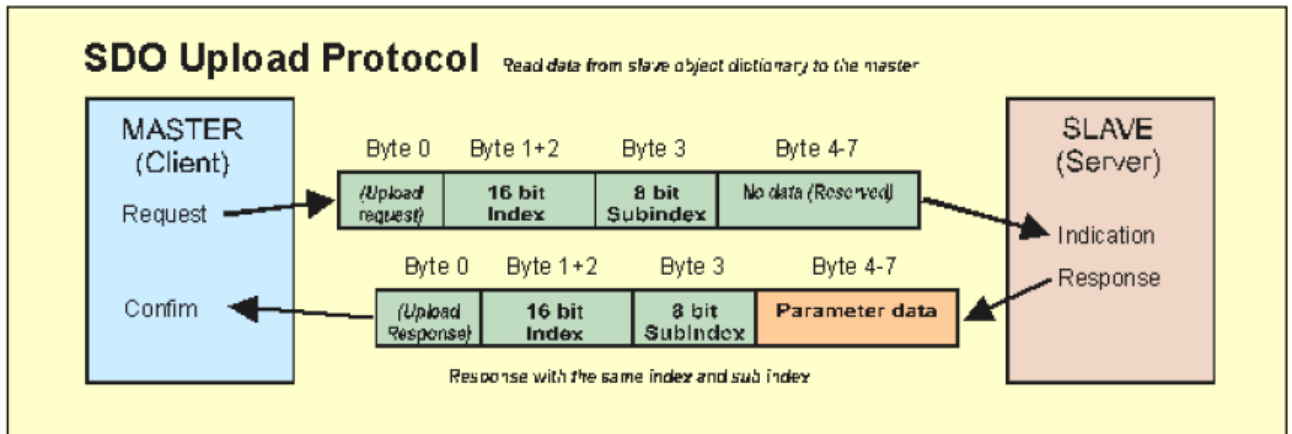 SDO Upload Protocol Read data from slave object dictionary to the master
MASTER
(Client)
SLAVE
(Server)
Byte 0 Byte 1+2 Byte 3 Byte 4-7
Request
(Upload
request)
16 bit
Index
8 bit
Subindex
No data (Reserved)
Indication
Byte 0 Byte 1+2 Byte 3 Byte 4-7
Response
Confirm
(Upload
Response)
16 bit
Index
8 bit
SubIndex
Parameter data
Response with the same index and sub index